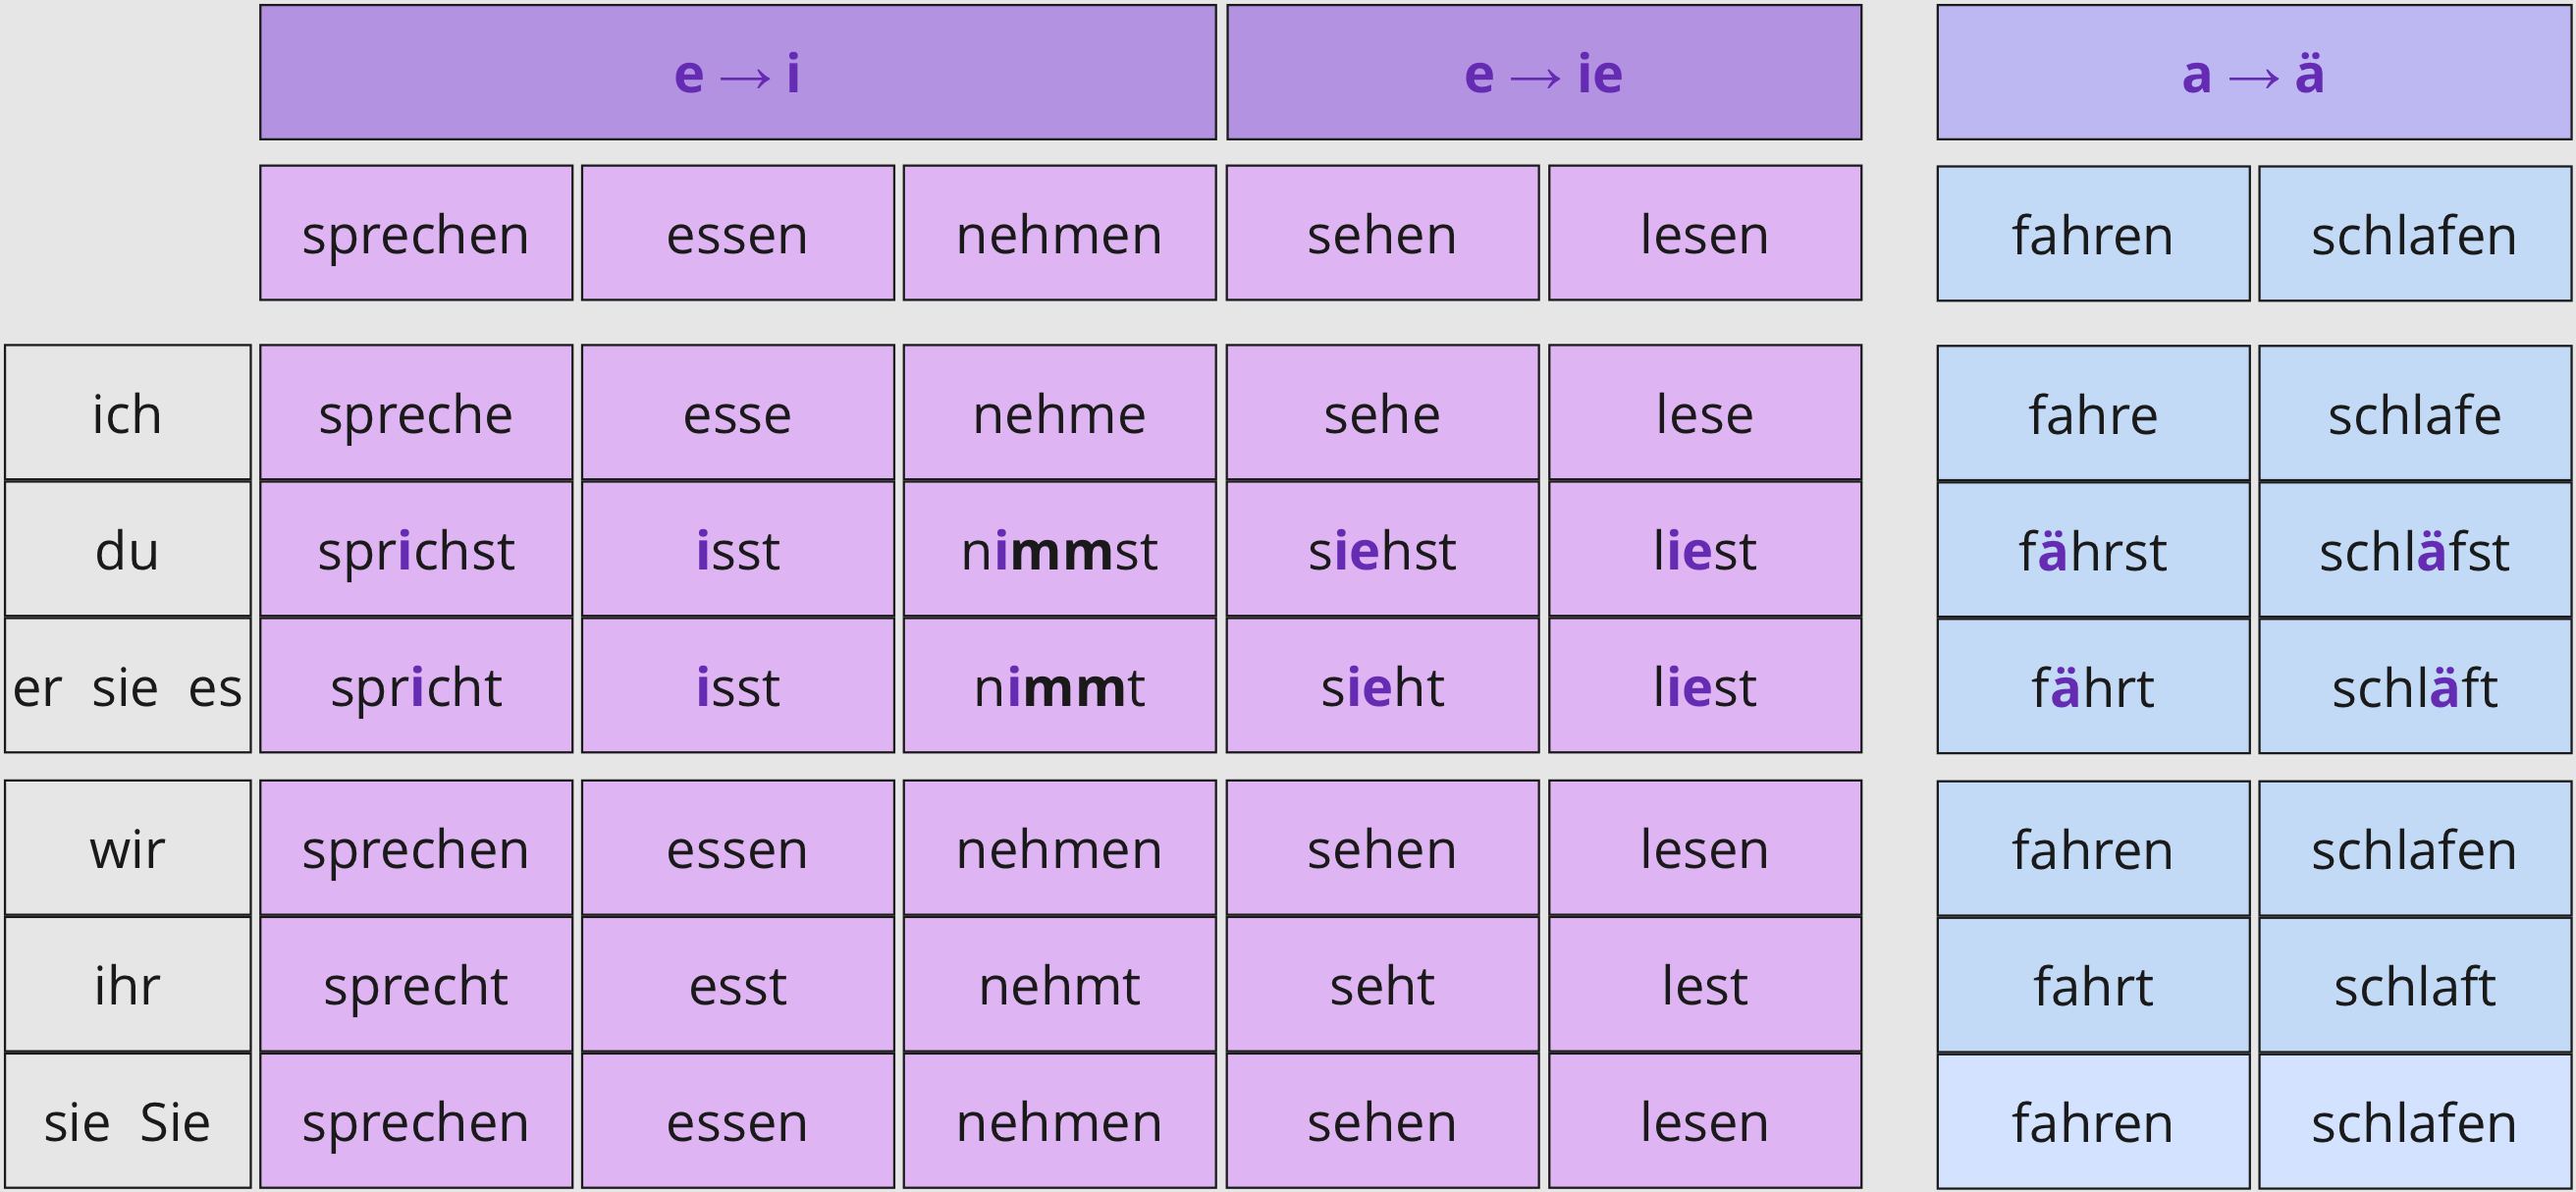 e → i e → ie a → ä
sprechen essen nehmen sehen lesen fahren schlafen
ich spreche esse nehme sehe lese fahre schlafe
du sprichst isst nimmst siehst liest fährst schläfst
er sie es spricht isst nimmt sieht liest fährt schläft
wir sprechen essen nehmen sehen lesen fahren schlafen
ihr sprecht esst nehmt seht lest fahrt schlaft
sie Sie sprechen essen nehmen sehen lesen fahren schlafen